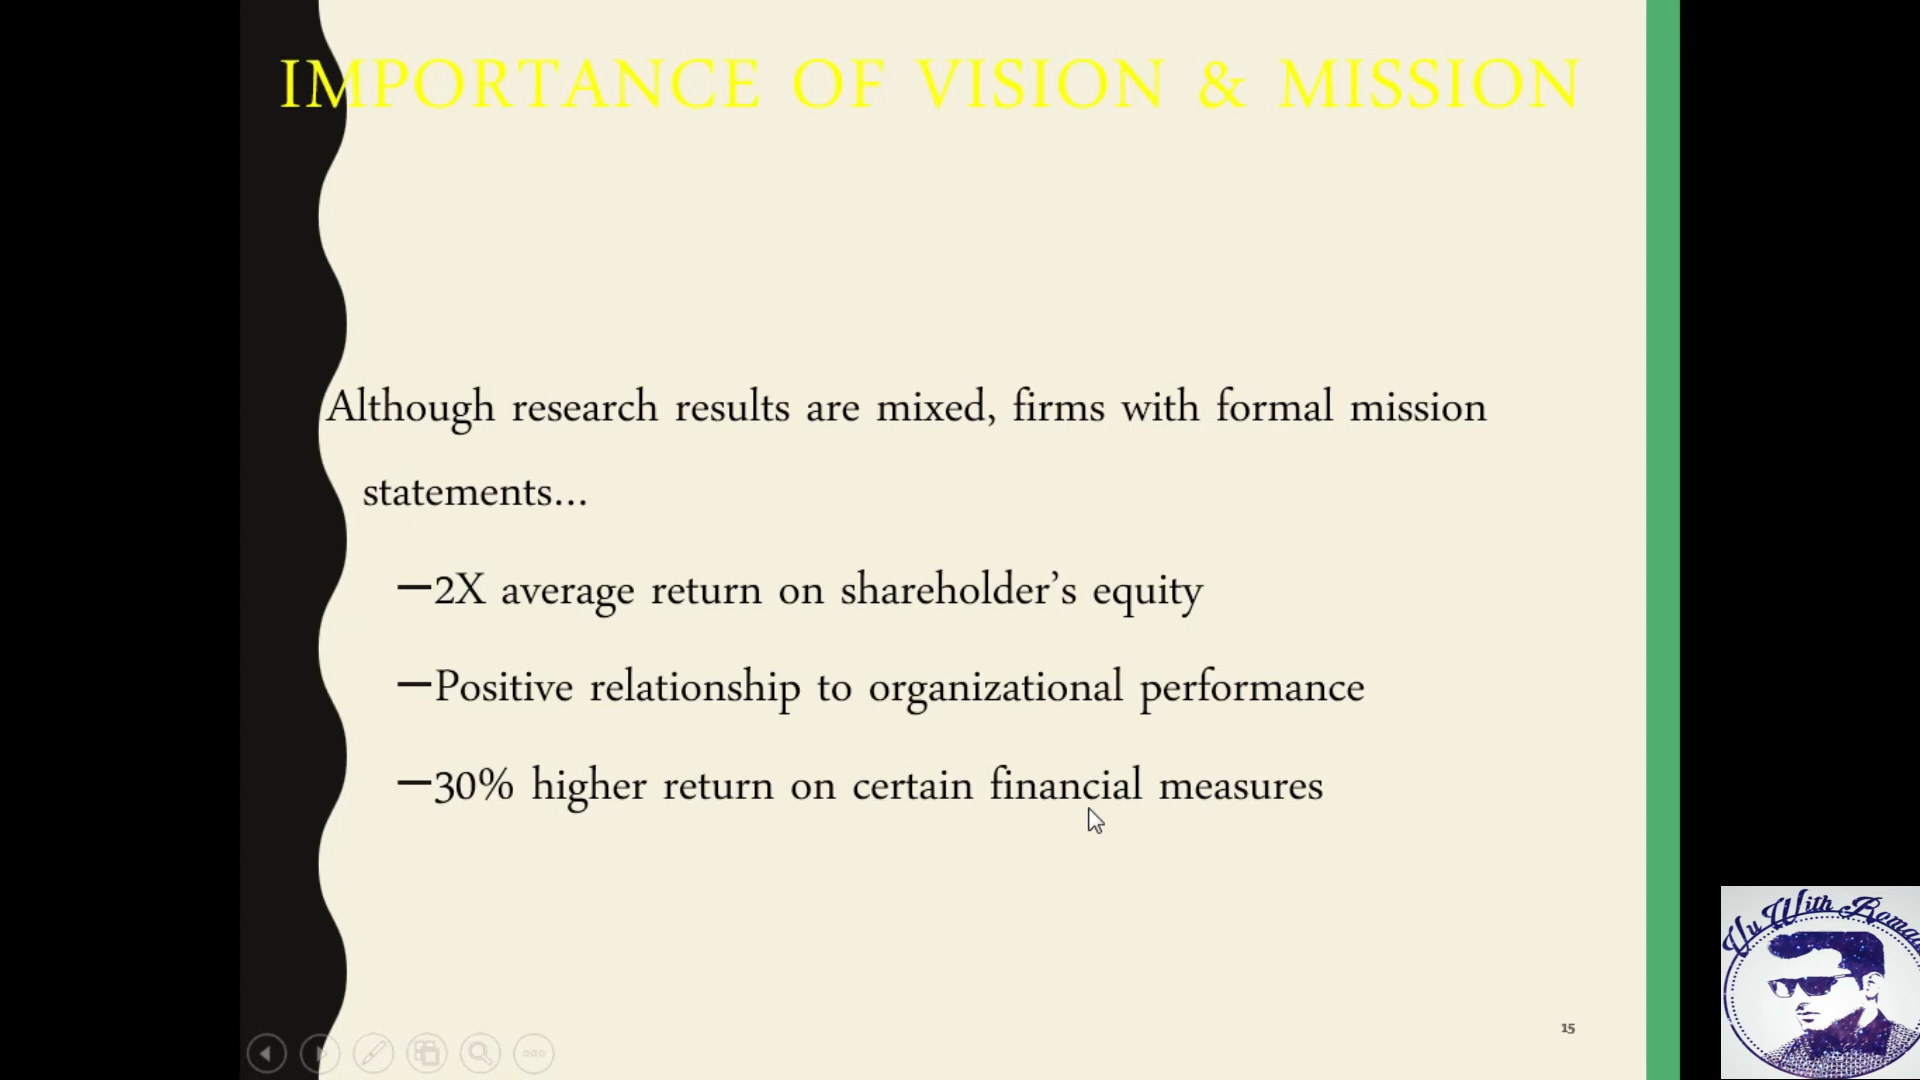 IMPORTANCE OF VISION & MISSION
Although research results are mixed, firms with formal mission
statements...
–2X average return on shareholder’s equity
–Positive relationship to organizational performance
–30% higher return on certain financial measures
15
With